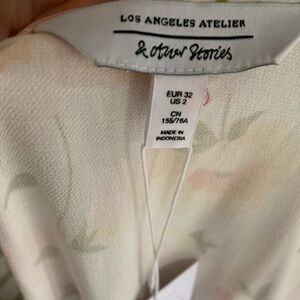 LOS ANGELES ATELIER
& other Stories
EUR 32
US 2
CN
155/76A
MADE IN
INDONESIA